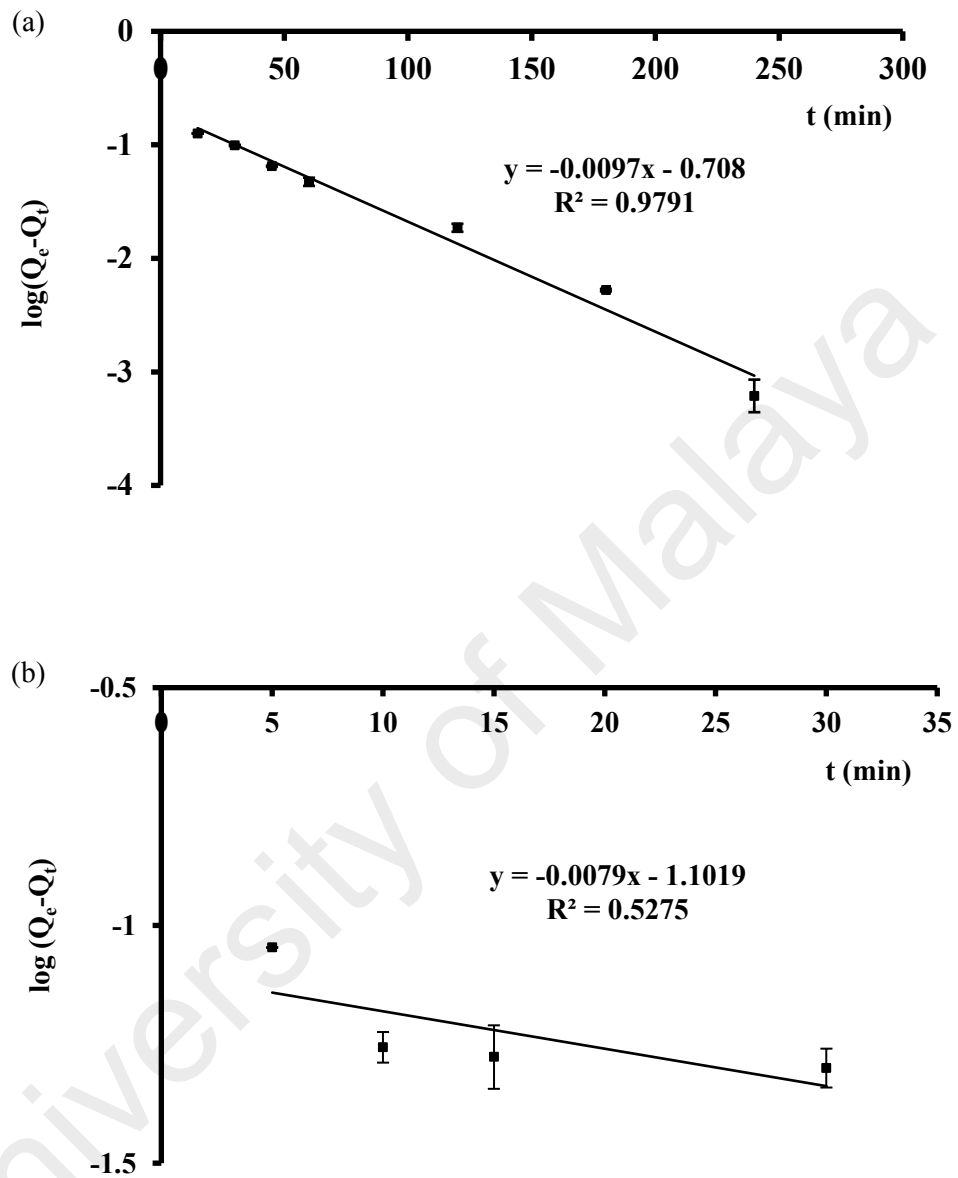 (a)
0
0
50
100
150
200
250
300
t (min)
-1
-2
-3
-4
log(Qₑ-Qₜ)
y = -0.0097x - 0.708
R² = 0.9791
(b)
-0.5
0
5
10
15
20
25
30
35
t (min)
-1
-1.5
log (Qₑ-Qₜ)
y = -0.0079x - 1.1019
R² = 0.5275
University of Malaya